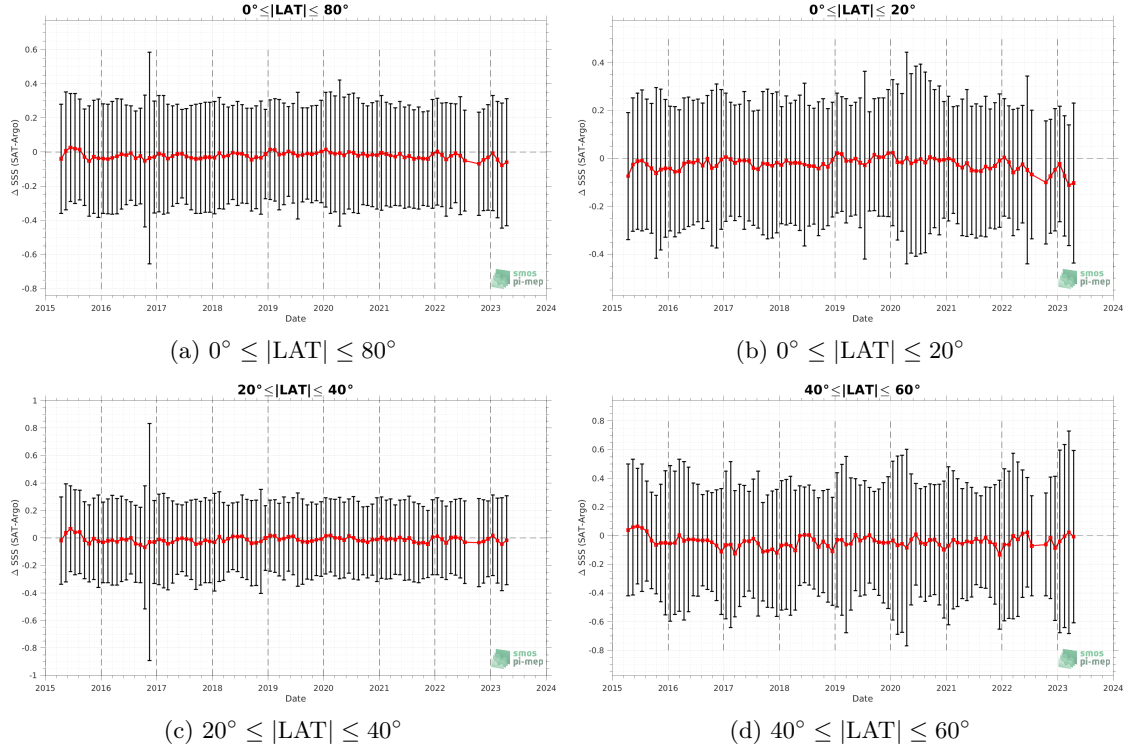 0°≤|LAT|≤ 80°
Δ SSS (SAT-Argo)
0.6
0.4
0.2
0
-0.2
-0.4
-0.6
-0.8
2015 2016 2017 2018 2019 2020 2021 2022 2023 2024
Date
smos
pi-mep
(a) 0° ≤ |LAT| ≤ 80°
0°≤|LAT|≤ 20°
Δ SSS (SAT-Argo)
0.4
0.2
0
-0.2
-0.4
2015 2016 2017 2018 2019 2020 2021 2022 2023 2024
Date
smos
pi-mep
(b) 0° ≤ |LAT| ≤ 20°
20°≤|LAT|≤ 40°
Δ SSS (SAT-Argo)
1
0.8
0.6
0.4
0.2
0
-0.2
-0.4
-0.6
-0.8
-1
2015 2016 2017 2018 2019 2020 2021 2022 2023 2024
Date
smos
pi-mep
(c) 20° ≤ |LAT| ≤ 40°
40°≤|LAT|≤ 60°
Δ SSS (SAT-Argo)
0.8
0.6
0.4
0.2
0
-0.2
-0.4
-0.6
-0.8
2015 2016 2017 2018 2019 2020 2021 2022 2023 2024
Date
smos
pi-mep
(d) 40° ≤ |LAT| ≤ 60°